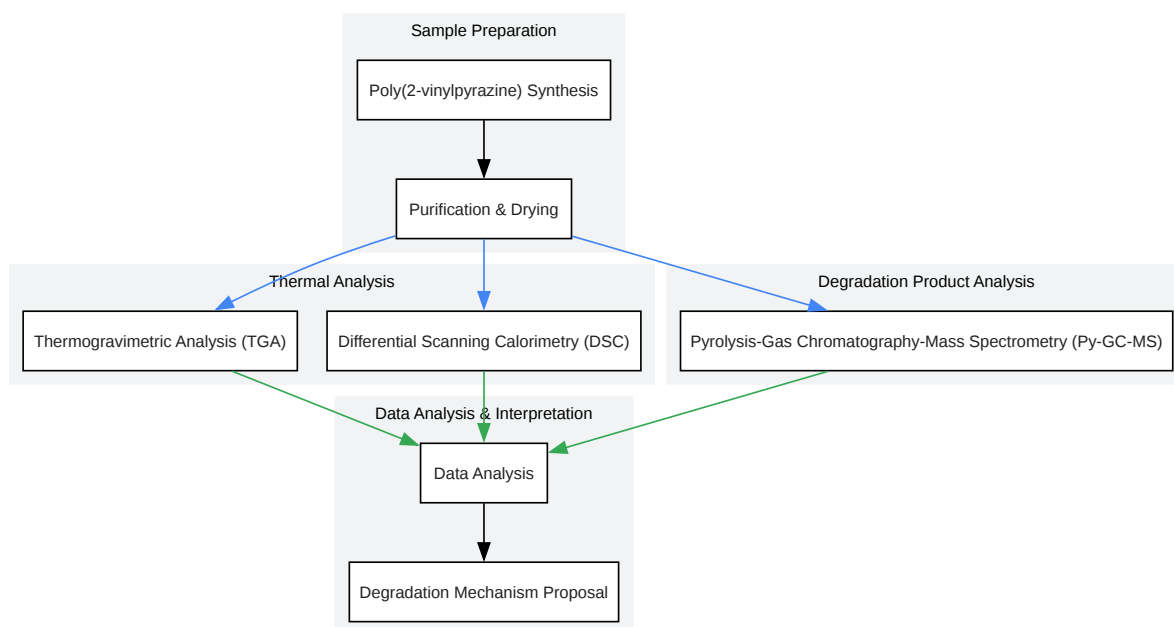 Sample Preparation
Poly(2-vinylpyrazine) Synthesis
Purification & Drying
Thermal Analysis
Degradation Product Analysis
Thermogravimetric Analysis (TGA)
Differential Scanning Calorimetry (DSC)
Pyrolysis-Gas Chromatography-Mass Spectrometry (Py-GC-MS)
Data Analysis & Interpretation
Data Analysis
Degradation Mechanism Proposal